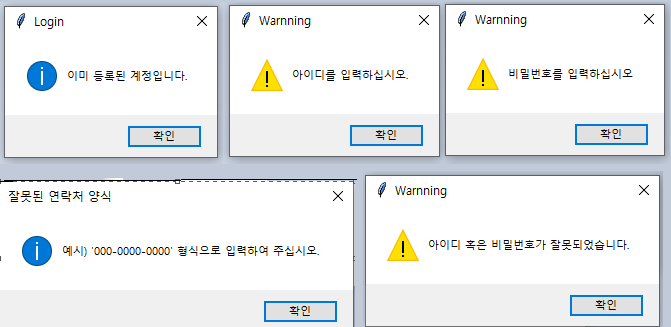 Login
이미 등록된 계정입니다.
확인
Warnning
아이디를 입력하십시오.
확인
Warnning
비밀번호를 입력하십시오
확인
잘못된 연락처 양식
예시) '000-0000-0000' 형식으로 입력하여 주십시오.
확인
Warnning
아이디 혹은 비밀번호가 잘못되었습니다.
확인